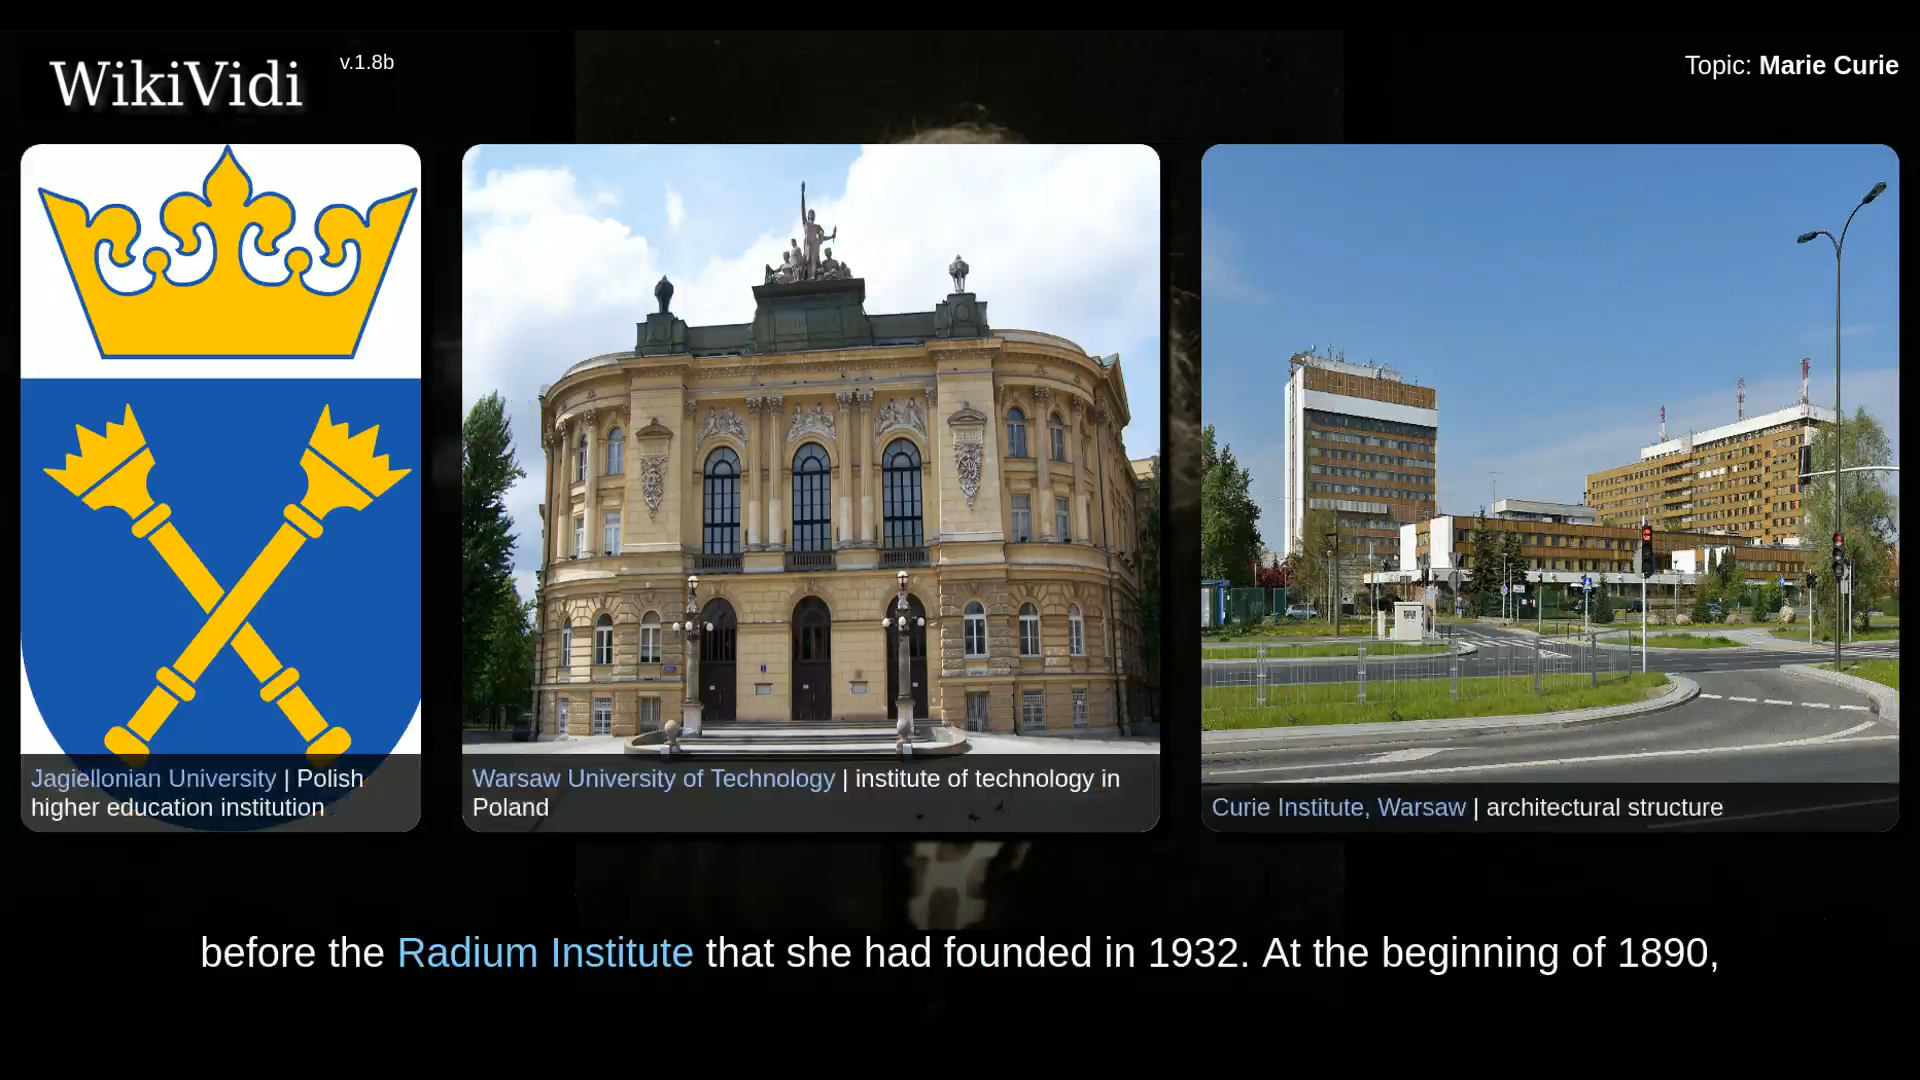 WikiVidi
v.1.8b
Topic: Marie Curie
Jagiellonian University | Polish
higher education institution
Warsaw University of Technology | institute of technology in
Poland
Curie Institute, Warsaw | architectural structure
before the Radium Institute that she had founded in 1932. At the beginning of 1890,